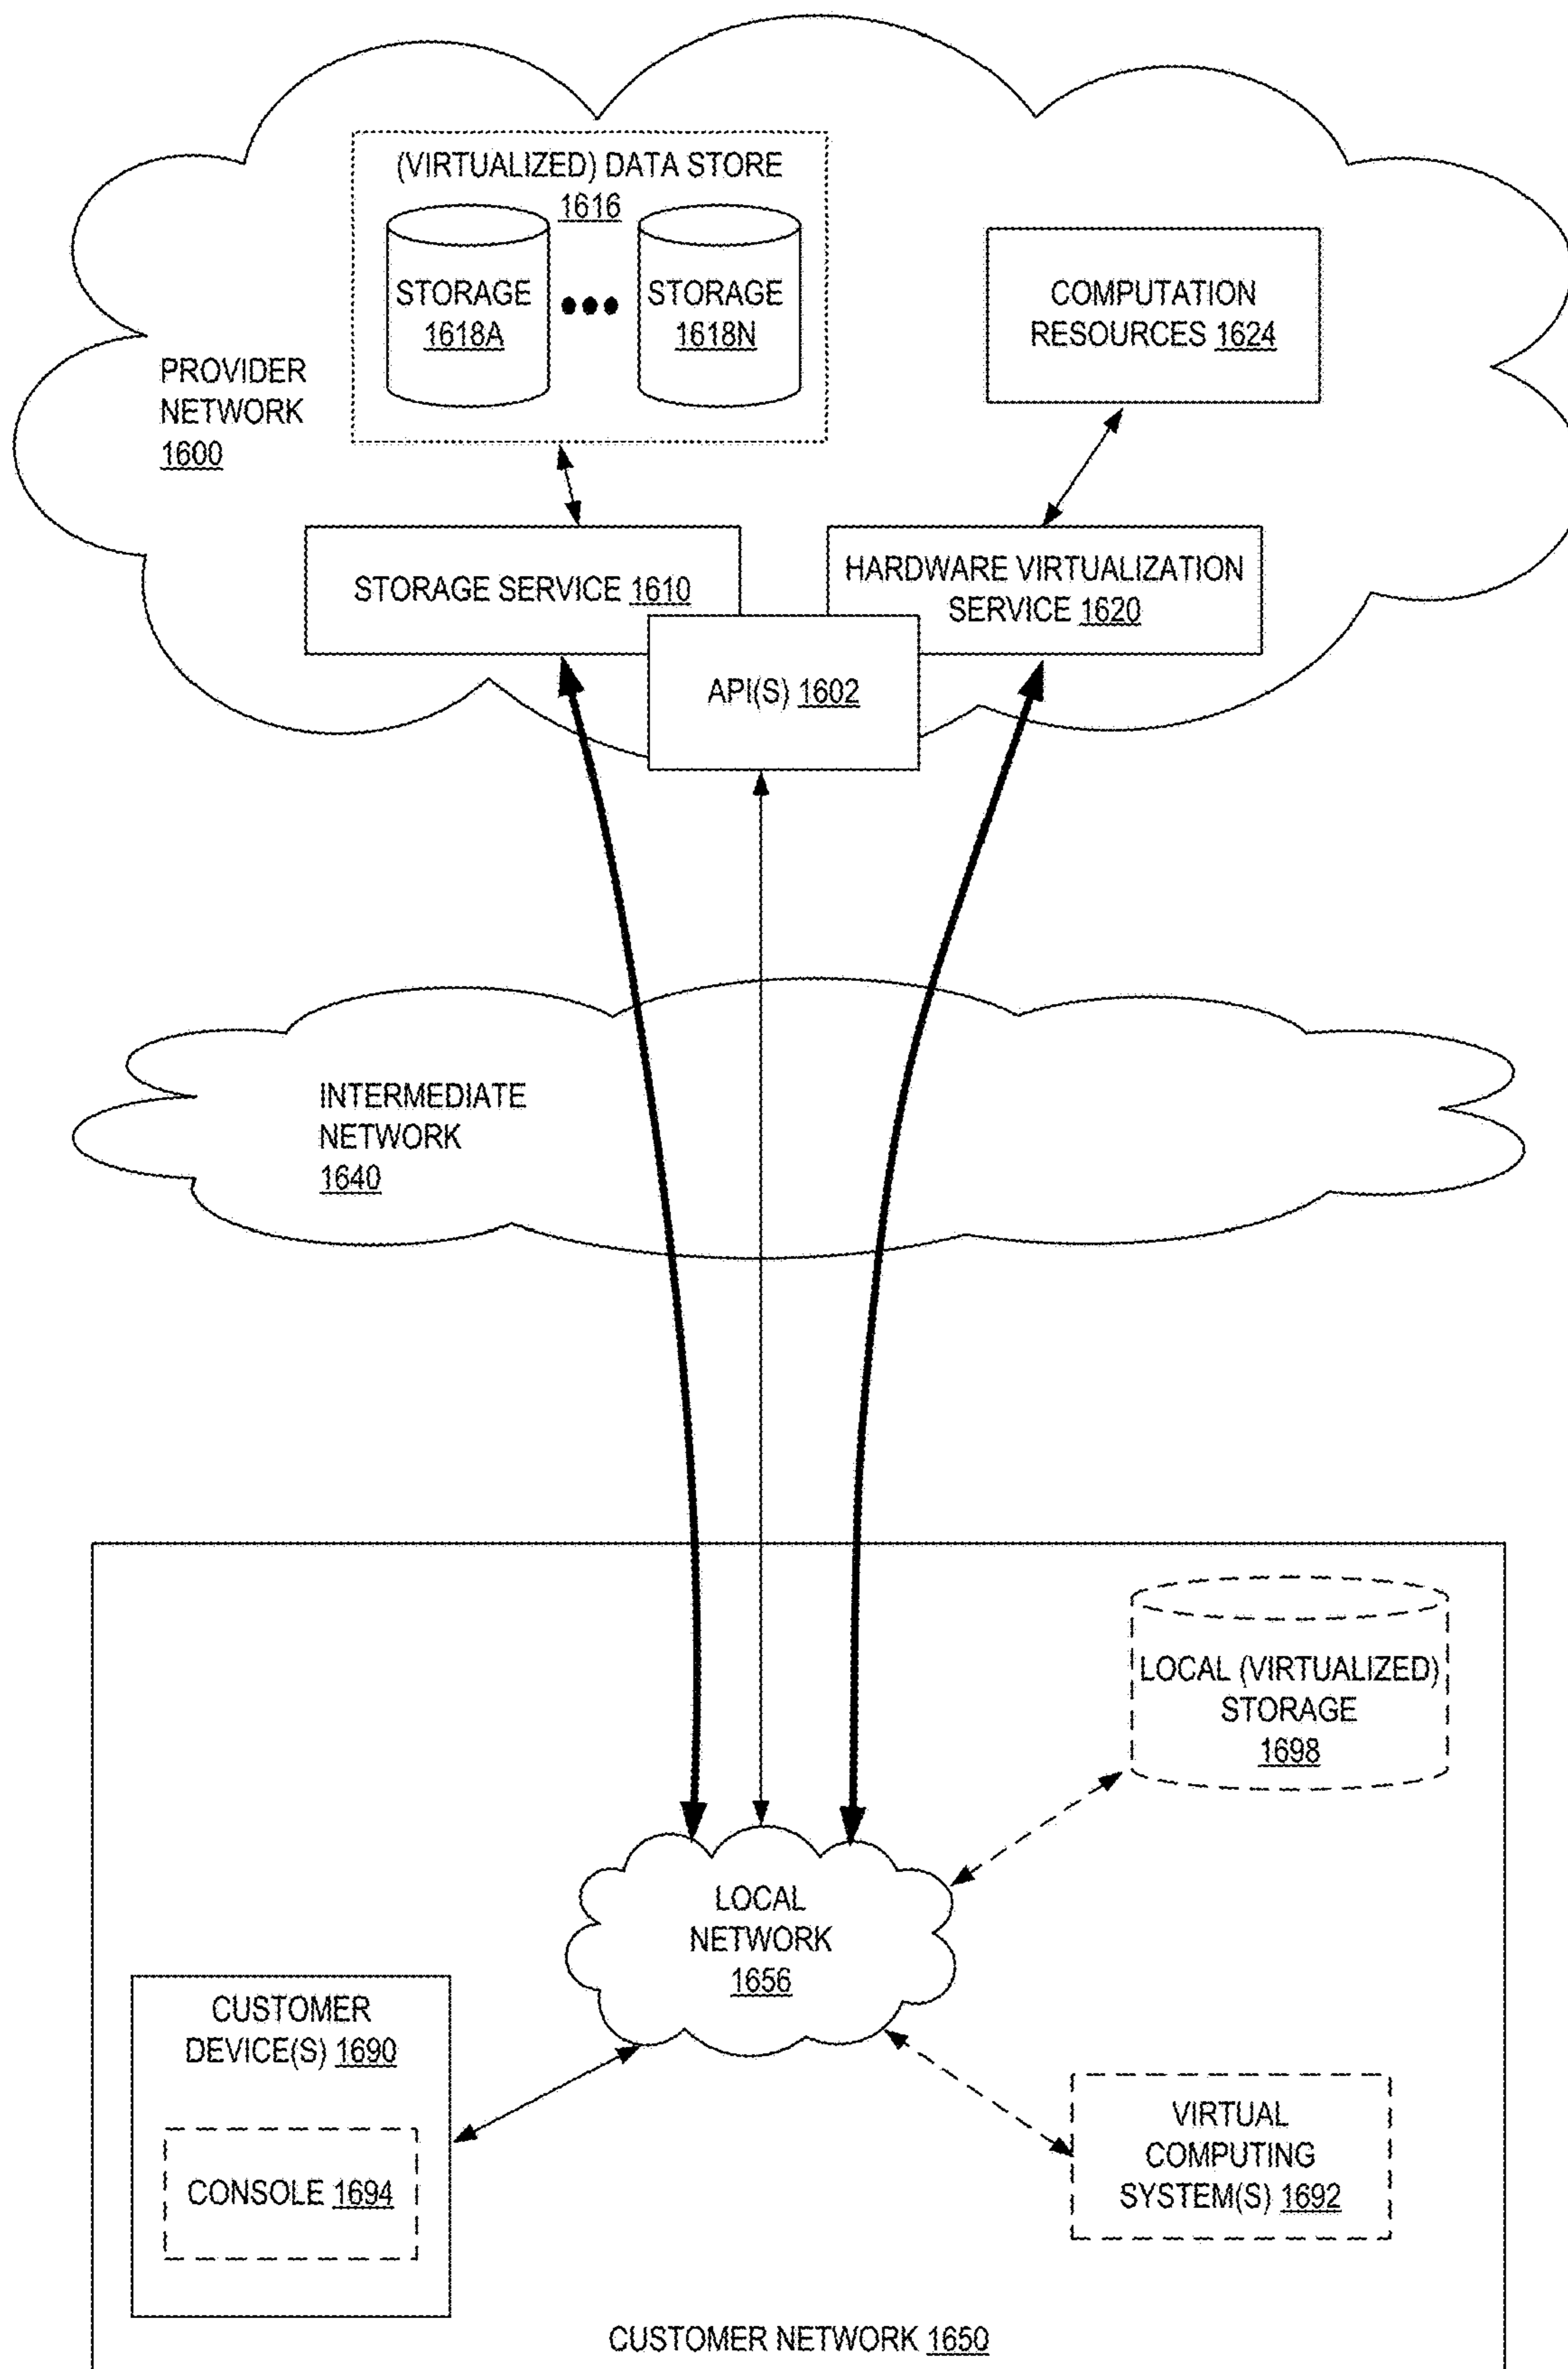 (VIRTUALIZED) DATA STORE
1616
STORAGE
1618A
STORAGE
1618N
COMPUTATION
RESOURCES 1624
PROVIDER
NETWORK
1600
STORAGE SERVICE 1610
HARDWARE VIRTUALIZATION
SERVICE 1620
API(S) 1602
INTERMEDIATE
NETWORK
1640
LOCAL (VIRTUALIZED)
STORAGE
1698
LOCAL
NETWORK
1656
CUSTOMER
DEVICE(S) 1690
CONSOLE 1694
VIRTUAL
COMPUTING
SYSTEM(S) 1692
CUSTOMER NETWORK 1650